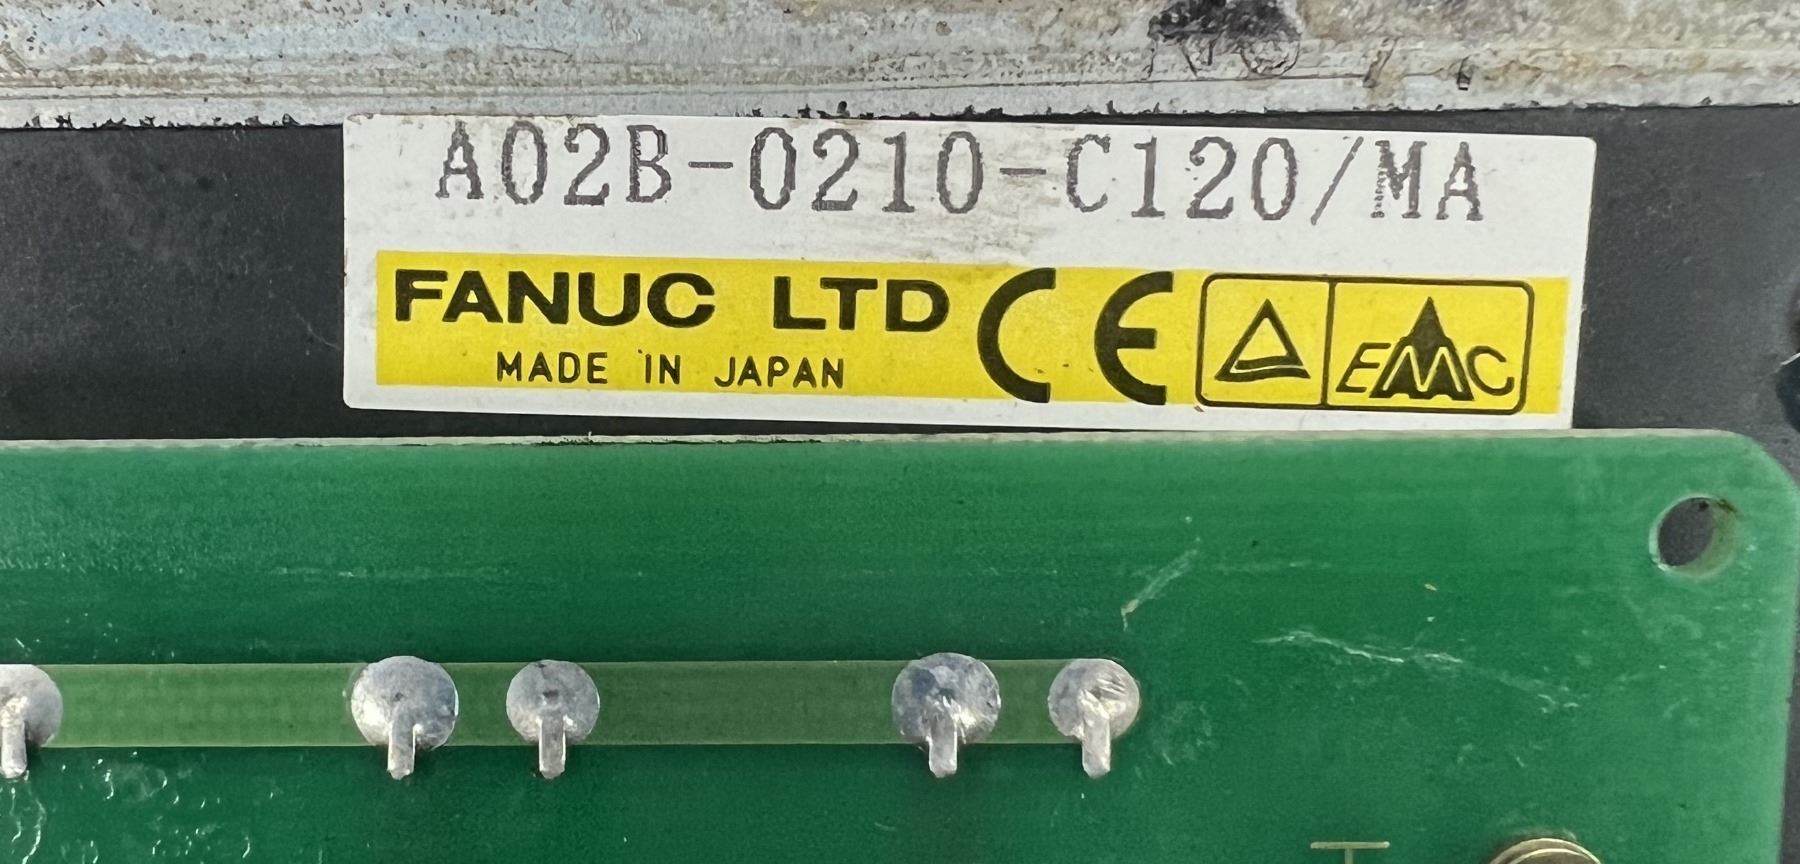 A02B-0210-C120/MA
FANUC LTD CE EMC
MADE IN JAPAN